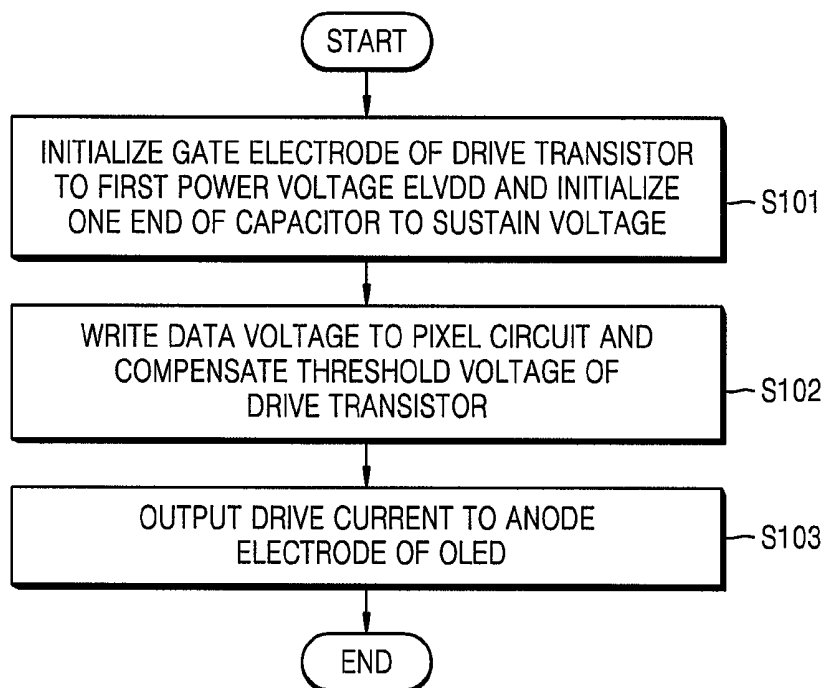 START
INITIALIZE GATE ELECTRODE OF DRIVE TRANSISTOR
TO FIRST POWER VOLTAGE ELVDD AND INITIALIZE
ONE END OF CAPACITOR TO SUSTAIN VOLTAGE
S101
WRITE DATA VOLTAGE TO PIXEL CIRCUIT AND
COMPENSATE THRESHOLD VOLTAGE OF
DRIVE TRANSISTOR
S102
OUTPUT DRIVE CURRENT TO ANODE
ELECTRODE OF OLED
S103
END